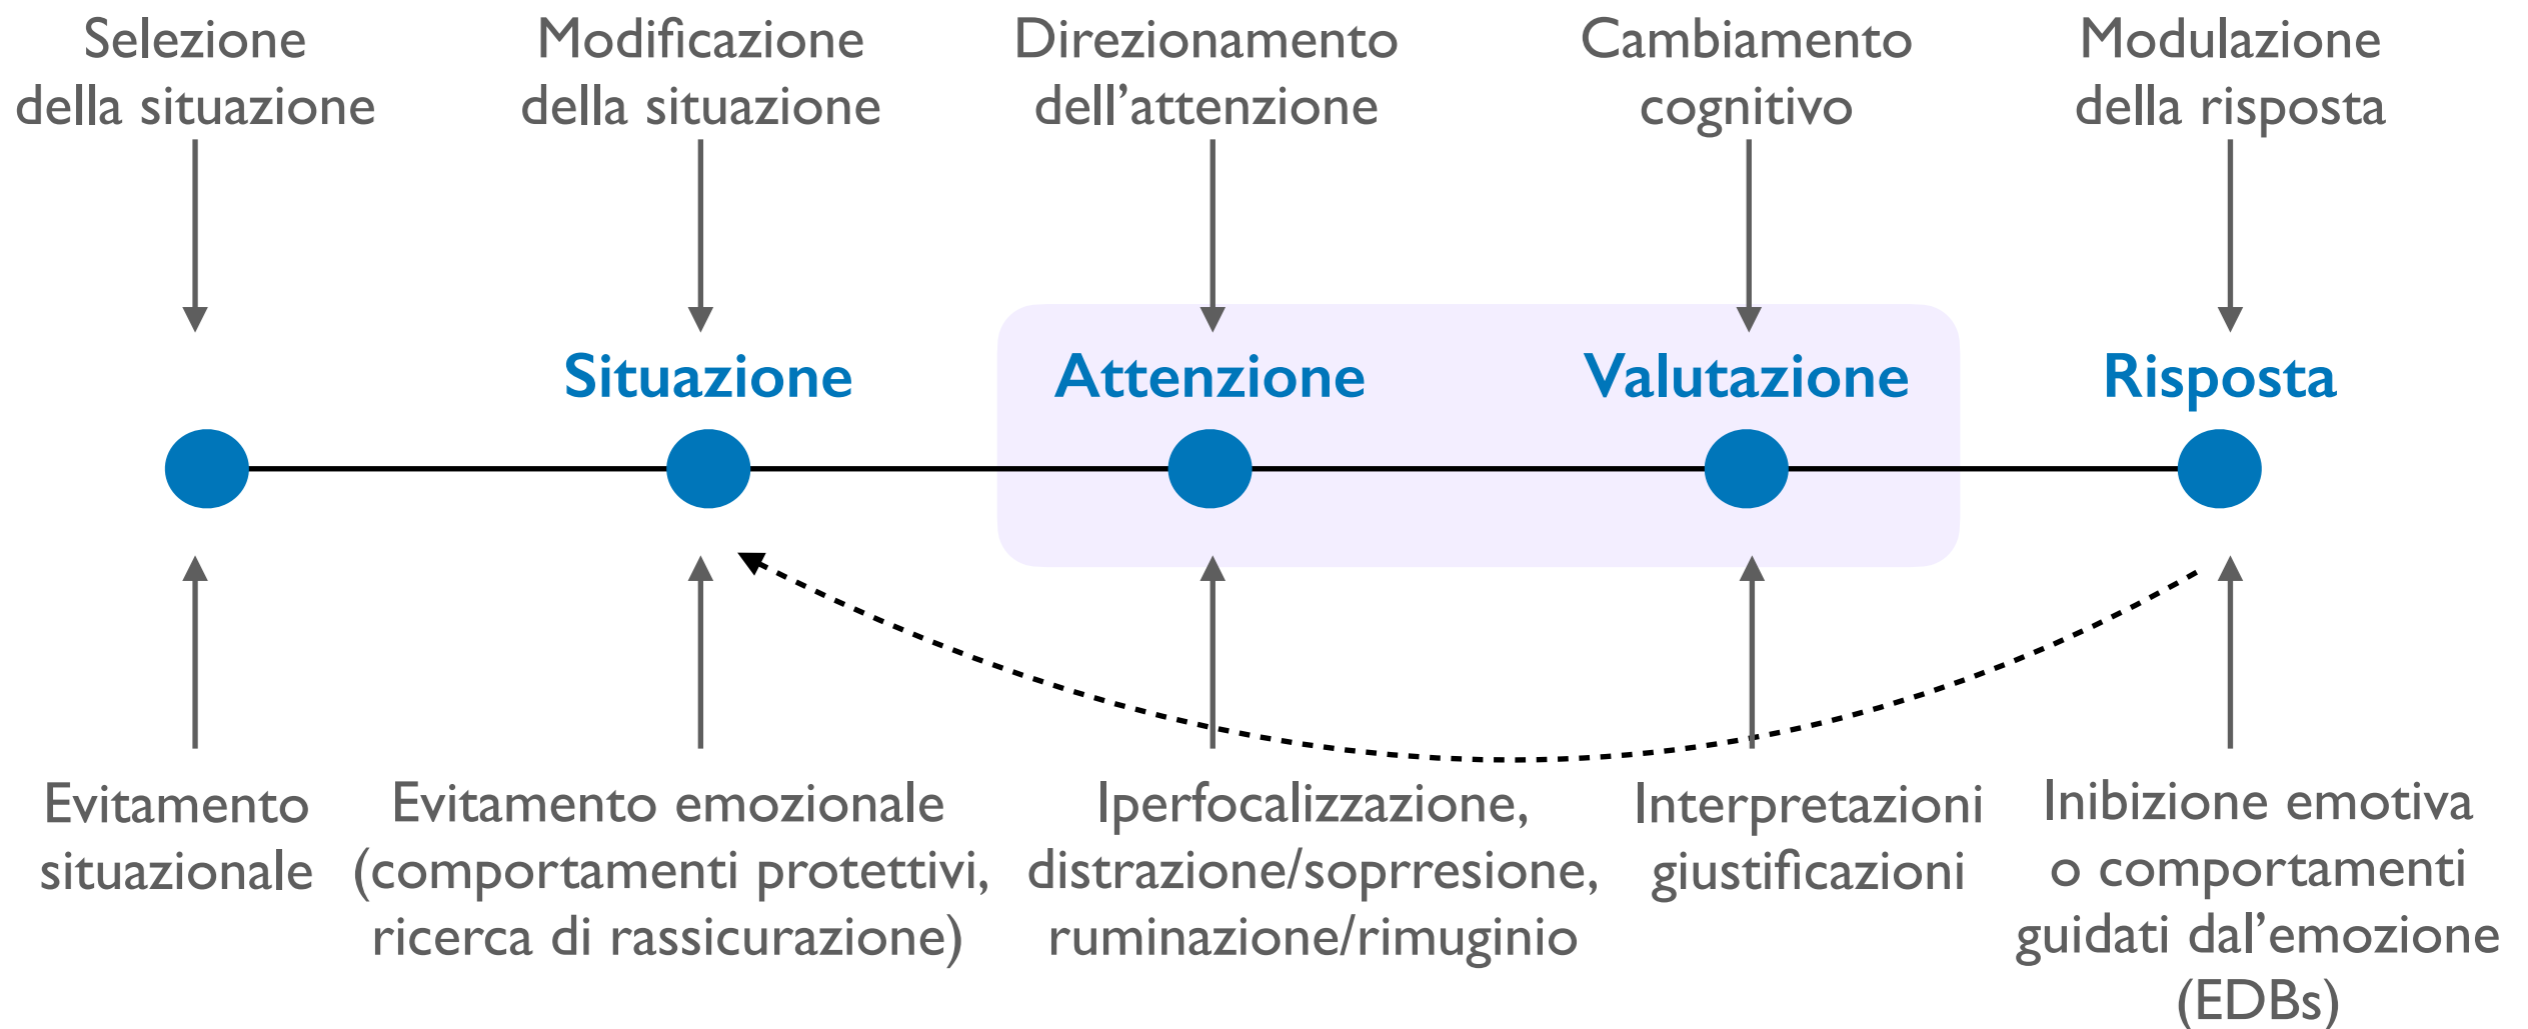 Selezione
della situazione
Modificazione
della situazione
Direzionamento
dell’attenzione
Cambiamento
cognitivo
Modulazione
della risposta
Situazione
Attenzione
Valutazione
Risposta
Evitamento
situazionale
Evitamento emozionale
(comportamenti protettivi,
ricerca di rassicurazione)
Iperfocalizzazione,
distrazione/soprresione,
ruminazione/rimuginio
Interpretazioni
giustificazioni
Inibizione emotiva
o comportamenti
guidati dal’emozione
(EDBs)